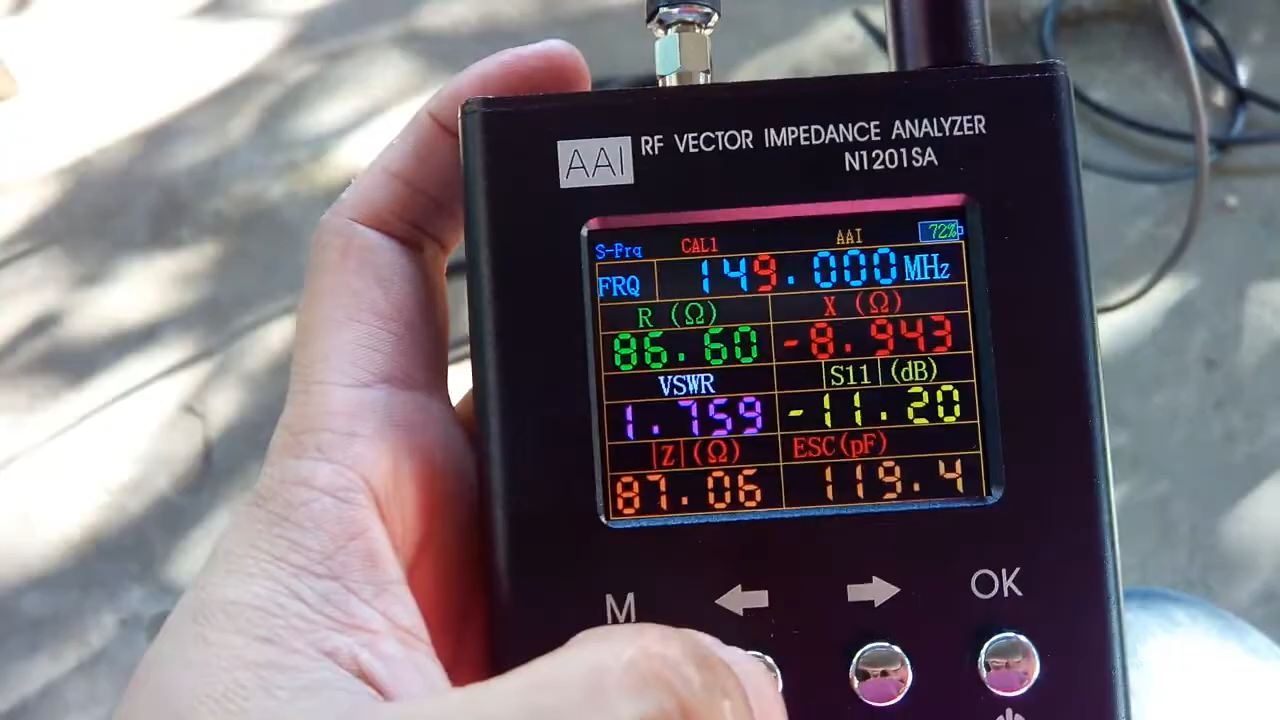 AAI RF VECTOR IMPEDANCE ANALYZER
N1201SA
S-Prq CAL1 AAI 72%
FRQ 149.000 MHz
R (Ω) X (Ω)
86.60 -8.943
VSWR |S11|(dB)
1.759 -11.20
|Z|(Ω) ESC(pF)
87.06 119.4
M OK